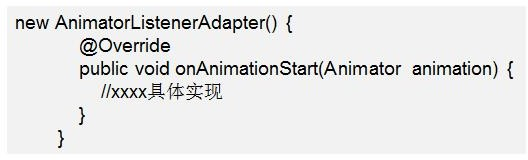 new AnimatorListenerAdapter() {
@Override
public void onAnimationStart(Animator animation) {
//xxxx具体实现
}
}